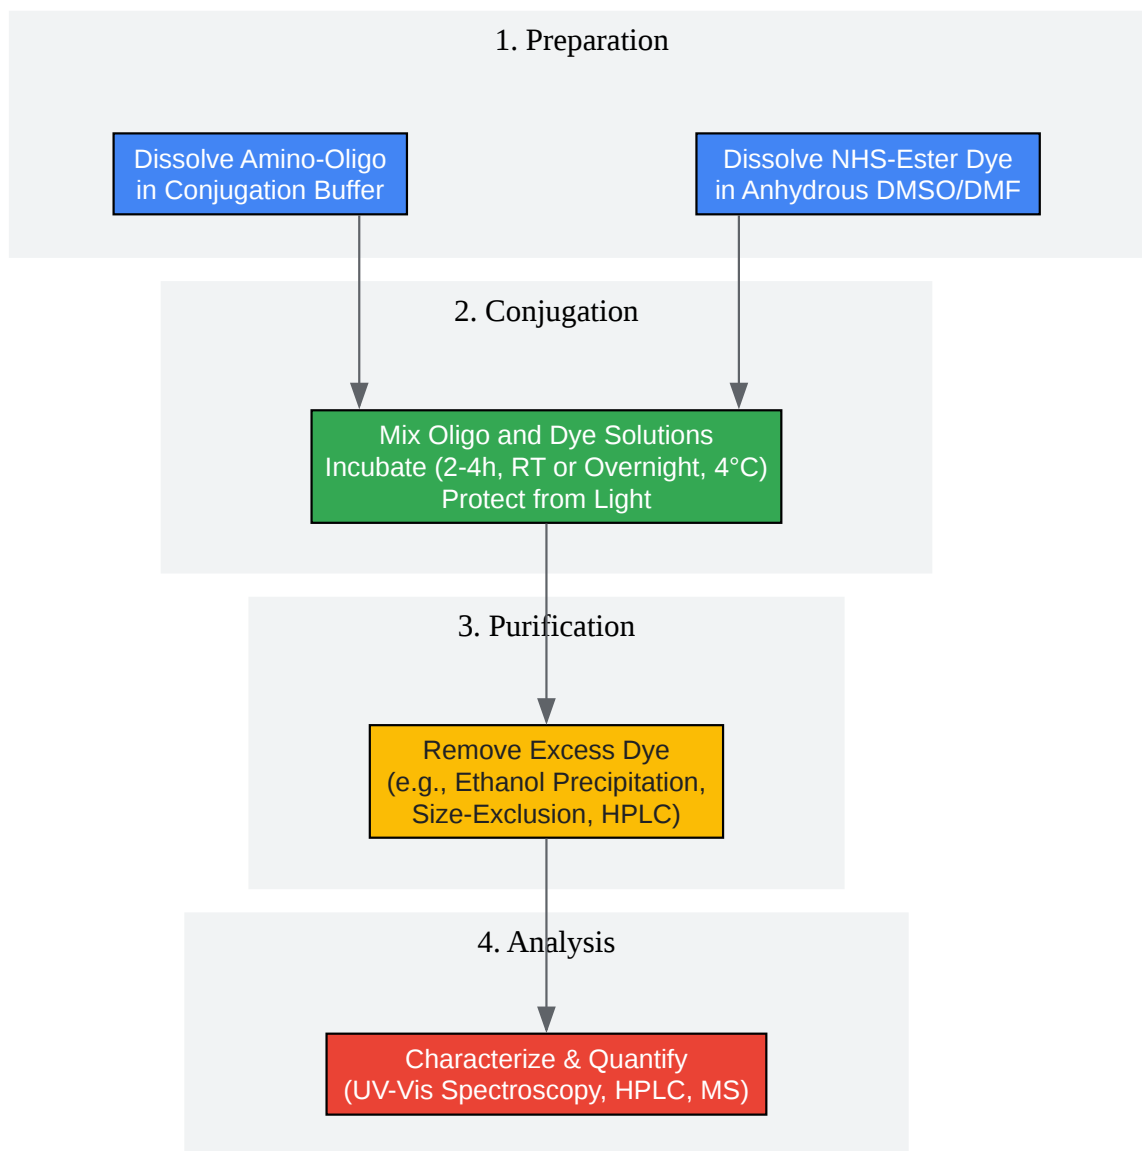 1. Preparation
Dissolve Amino-Oligo
in Conjugation Buffer
Dissolve NHS-Ester Dye
in Anhydrous DMSO/DMF
2. Conjugation
Mix Oligo and Dye Solutions
Incubate (2-4h, RT or Overnight, 4°C)
Protect from Light
3. Purification
Remove Excess Dye
(e.g., Ethanol Precipitation,
Size-Exclusion, HPLC)
4. Analysis
Characterize & Quantify
(UV-Vis Spectroscopy, HPLC, MS)